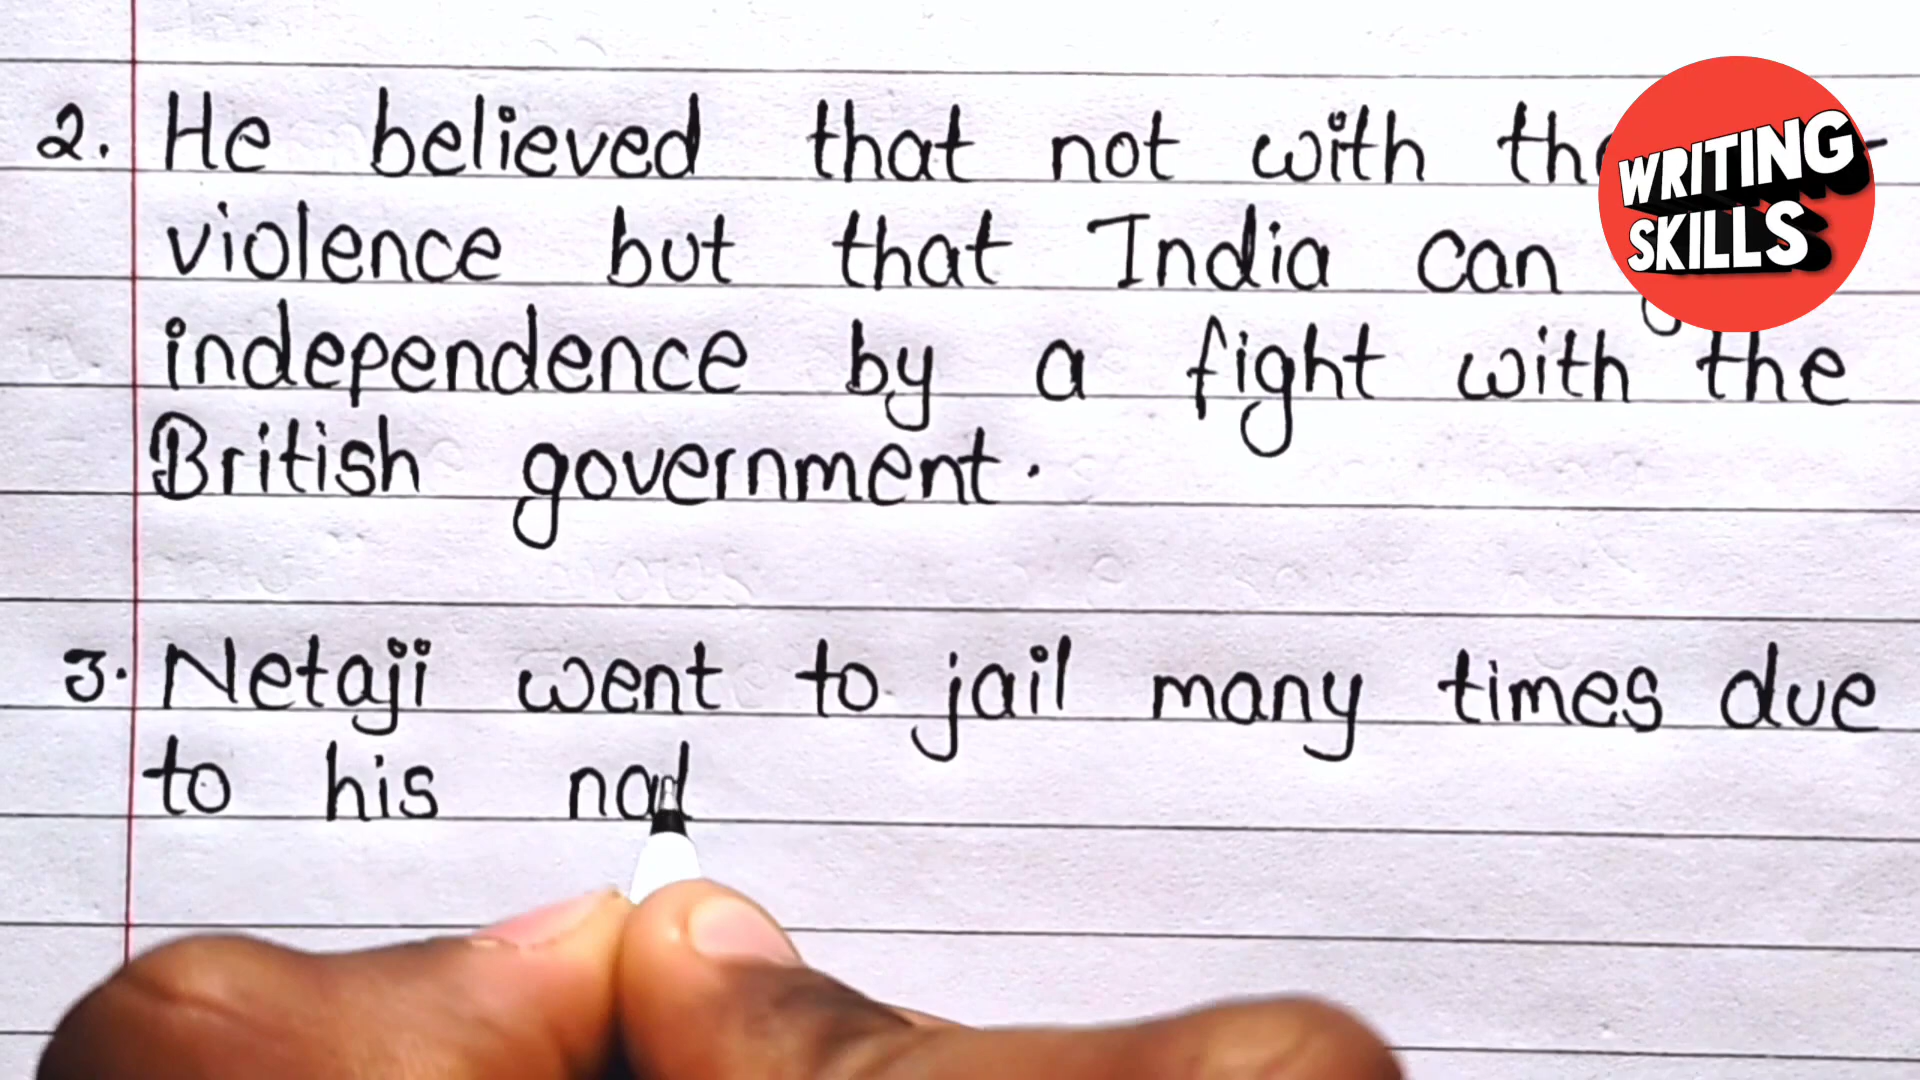 2. He believed that not with
violence but that India can
independence by a fight with the
British government.
3. Netaji went to jail many times due
to his
WRITING
SKILLS